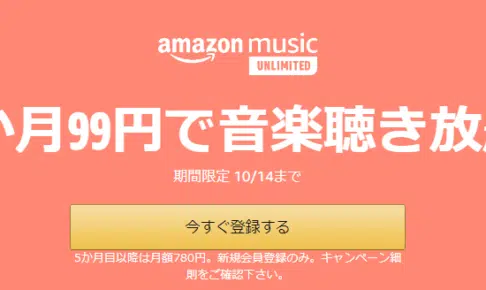 amazon music
UNLIMITED
か月99円で音楽聴き放
期間限定 10/14まで
今すぐ登録する
5か月目以降は月額780円。新規会員登録のみ。キャンペーン細
則をご確認下さい。